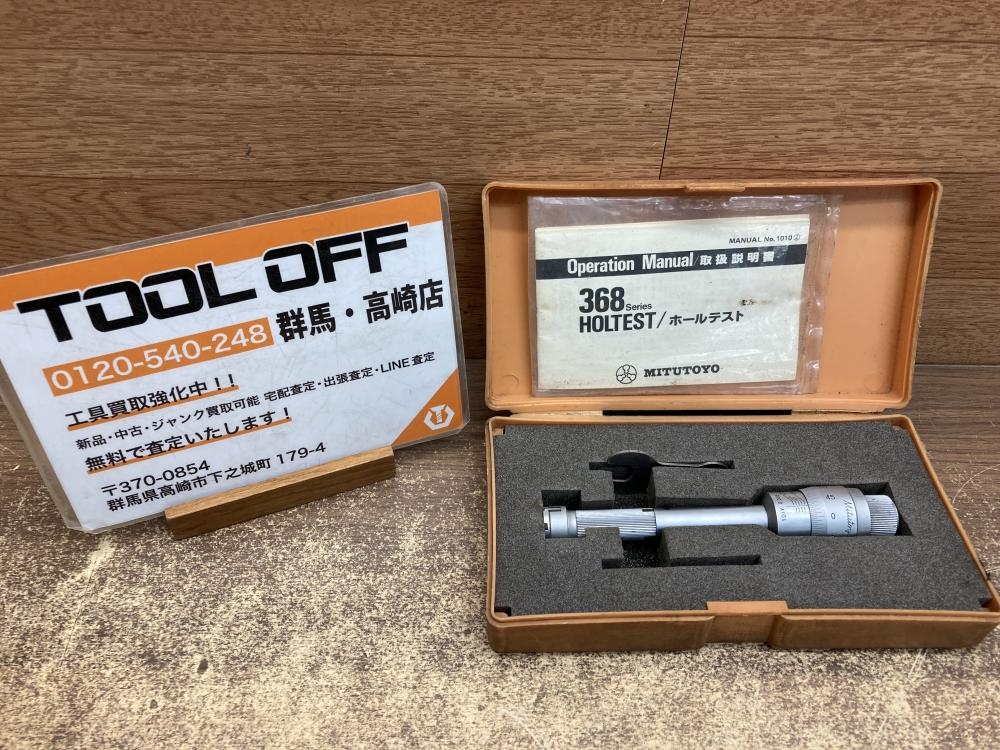 TOOL OFF
0120-540-248
群馬・高崎店
工具買取強化中！！
新品・中古・ジャンク買取可能 宅配査定・出張査定・LINE査定
無料で査定いたします！
〒370-0854
群馬県高崎市下之城町 179-4
MANUAL No. 1010
Operation Manual/取扱説明書
368 Series
HOLTEST/ホールテスト
MITUTOYO
45
0
Mitutoyo